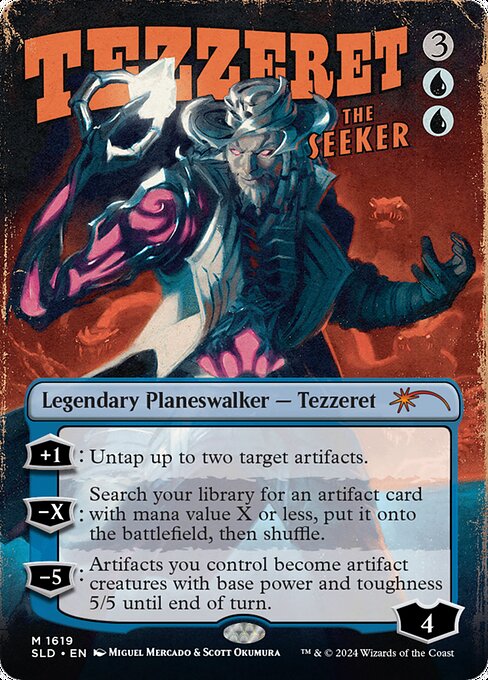 TEZZERET
THE
SEEKER
3
Legendary Planeswalker — Tezzeret
+1: Untap up to two target artifacts.
-X: Search your library for an artifact card
with mana value X or less, put it onto
the battlefield, then shuffle.
-5: Artifacts you control become artifact
creatures with base power and toughness
5/5 until end of turn.
4
M 1619
SLD • EN Miguel Mercado & Scott Okumura
™ & © 2024 Wizards of the Coast